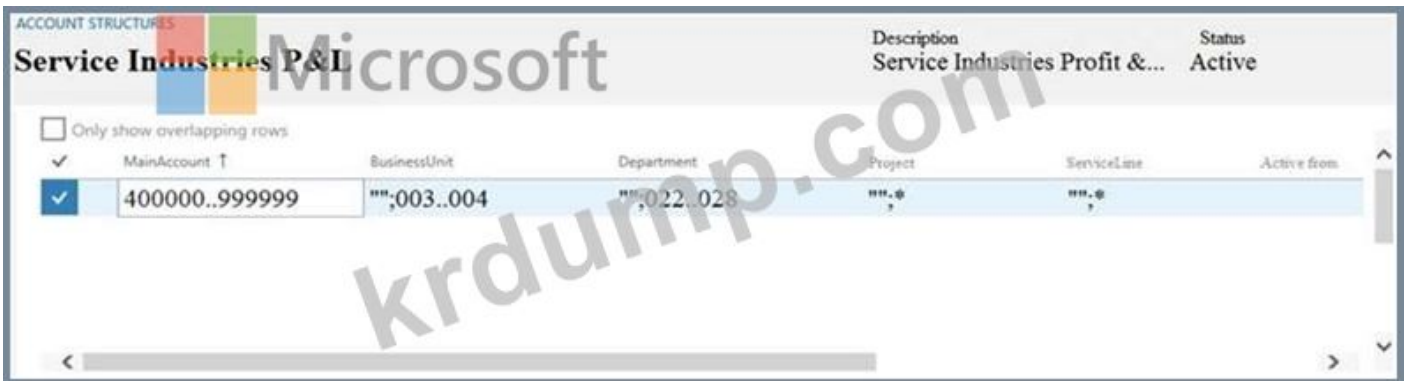 ACCOUNT STRUCTURES
Service Industries P&L
Description
Service Industries Profit &...
Status
Active
Microsoft
Only show overlapping rows
MainAccount ↑ BusinessUnit Department Project ServiceLine Active from
400000..999999 "";003..004 "";022..028 "";* "";*
krdump.com